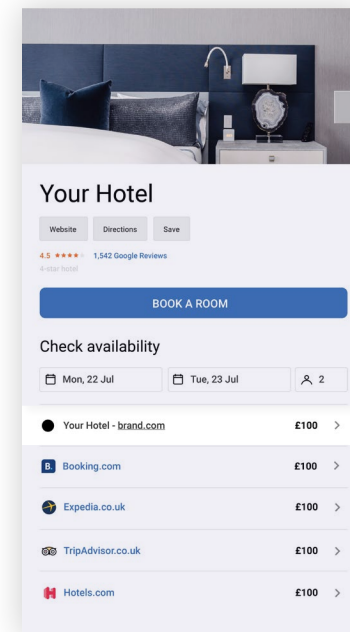 Your Hotel
Website Directions Save
4.5 1,542 Google Reviews
4-star hotel
BOOK A ROOM
Check availability
Mon, 22 Jul Tue, 23 Jul 2
Your Hotel - brand.com £100
B. Booking.com £100
Expedia.co.uk £100
TripAdvisor.co.uk £100
H Hotels.com £100